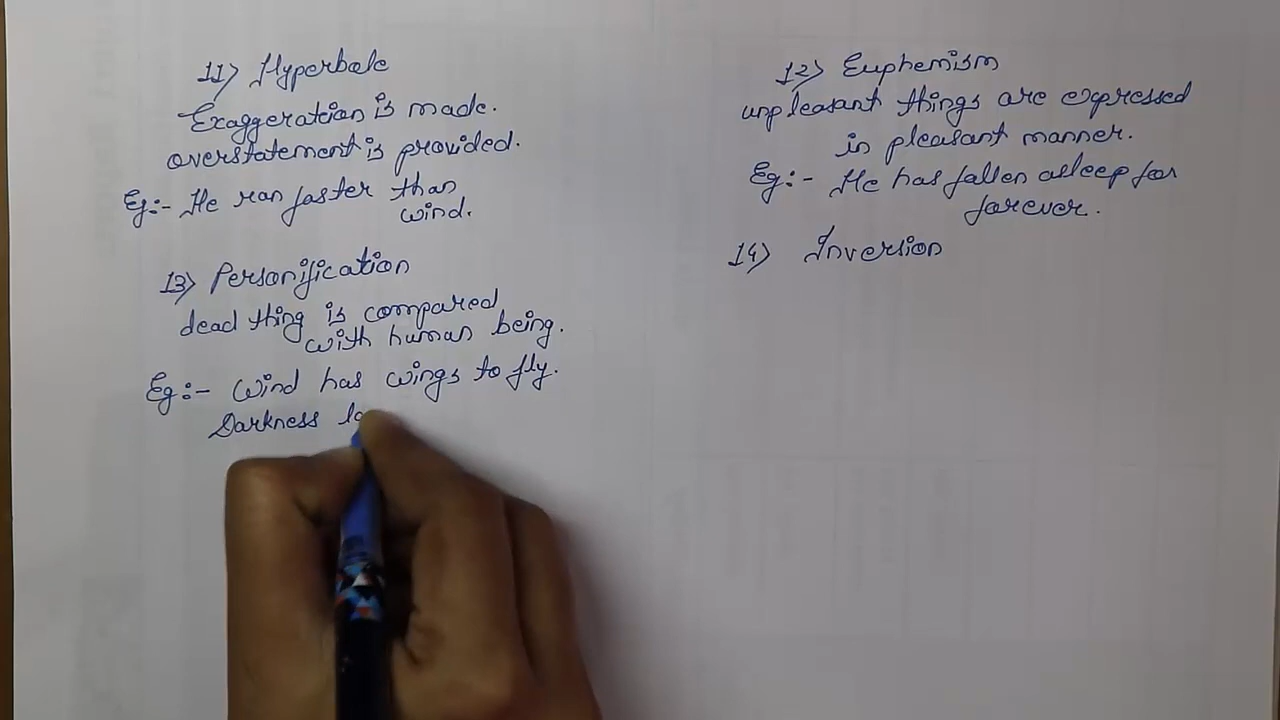 11) Hyperbole
Exaggeration is made.
overstatement is provided.
Eg:- He ran faster than
wind.
12) Euphemism
unpleasant things are expressed
in pleasant manner.
Eg:- He has fallen asleep for
forever.
13) Personification
dead thing is compared
with human being.
Eg:- Wind has wings to fly.
Darkness
14) Inversion